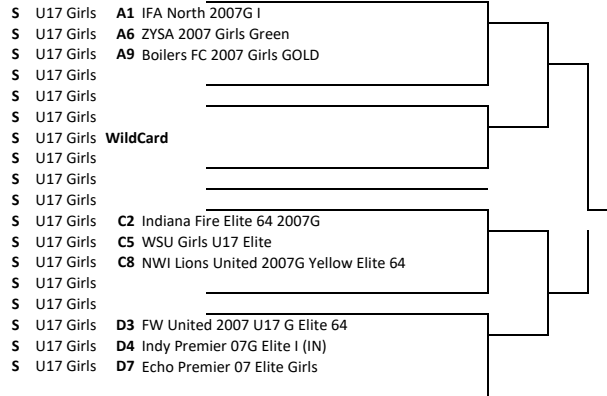 S U17 Girls A1 IFA North 2007G I
S U17 Girls A6 ZYSA 2007 Girls Green
S U17 Girls A9 Boilers FC 2007 Girls GOLD
S U17 Girls
S U17 Girls
S U17 Girls
S U17 Girls WildCard
S U17 Girls
S U17 Girls
S U17 Girls
S U17 Girls C2 Indiana Fire Elite 64 2007G
S U17 Girls C5 WSU Girls U17 Elite
S U17 Girls C8 NWI Lions United 2007G Yellow Elite 64
S U17 Girls
S U17 Girls
S U17 Girls D3 FW United 2007 U17 G Elite 64
S U17 Girls D4 Indy Premier 07G Elite I (IN)
S U17 Girls D7 Echo Premier 07 Elite Girls